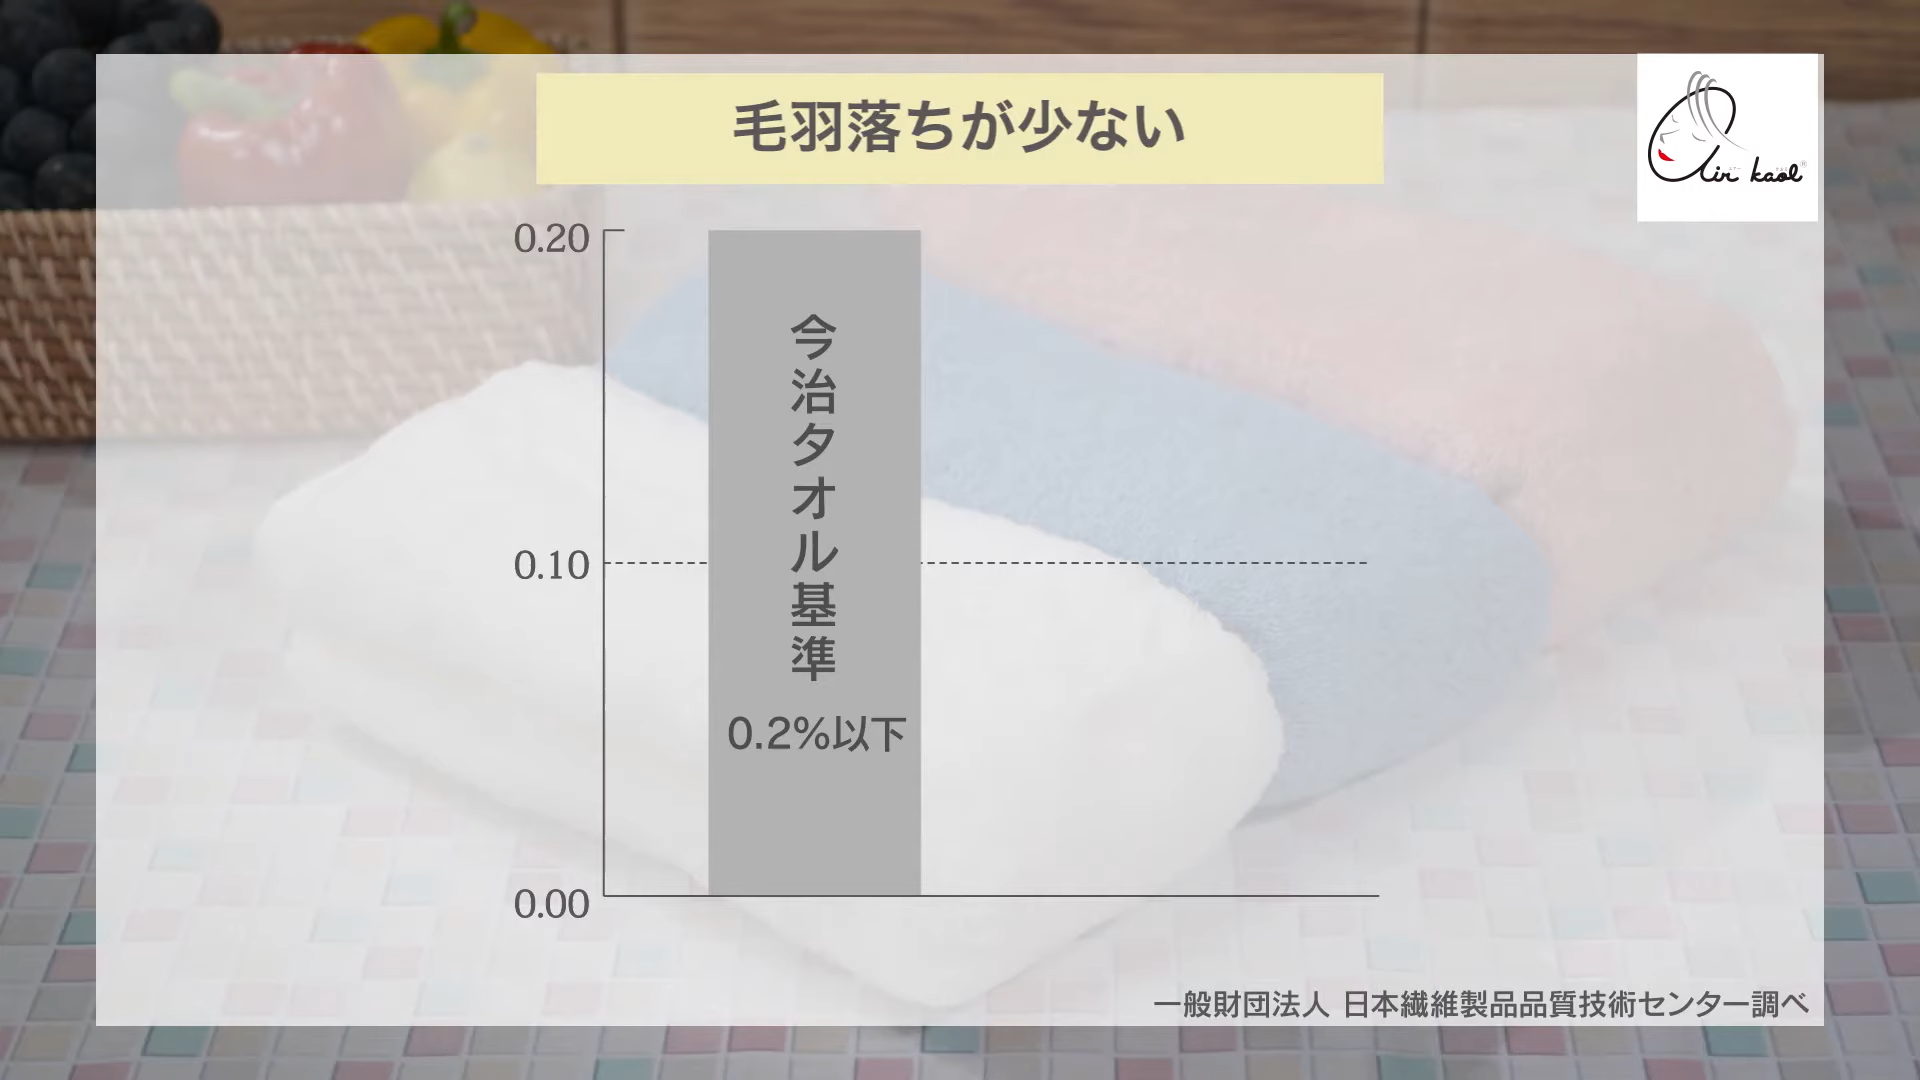 毛羽落ちが少ない
air kaol
0.20
今治タオル基準
0.2%以下
0.10
0.00
一般財団法人 日本繊維製品品質技術センター調べ